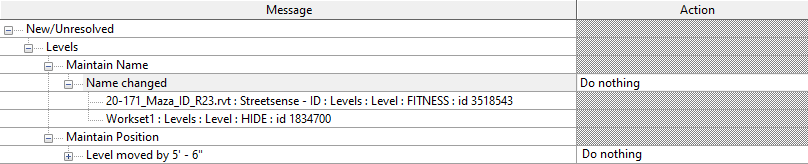 Message Action
New/Unresolved
Levels
Maintain Name
Name changed Do nothing
20-171_Maza_ID_R23.rvt : Streetsense - ID : Levels : Level : FITNESS : id 3518543
Workset1 : Levels : Level : HIDE : id 1834700
Maintain Position
Level moved by 5' - 6" Do nothing